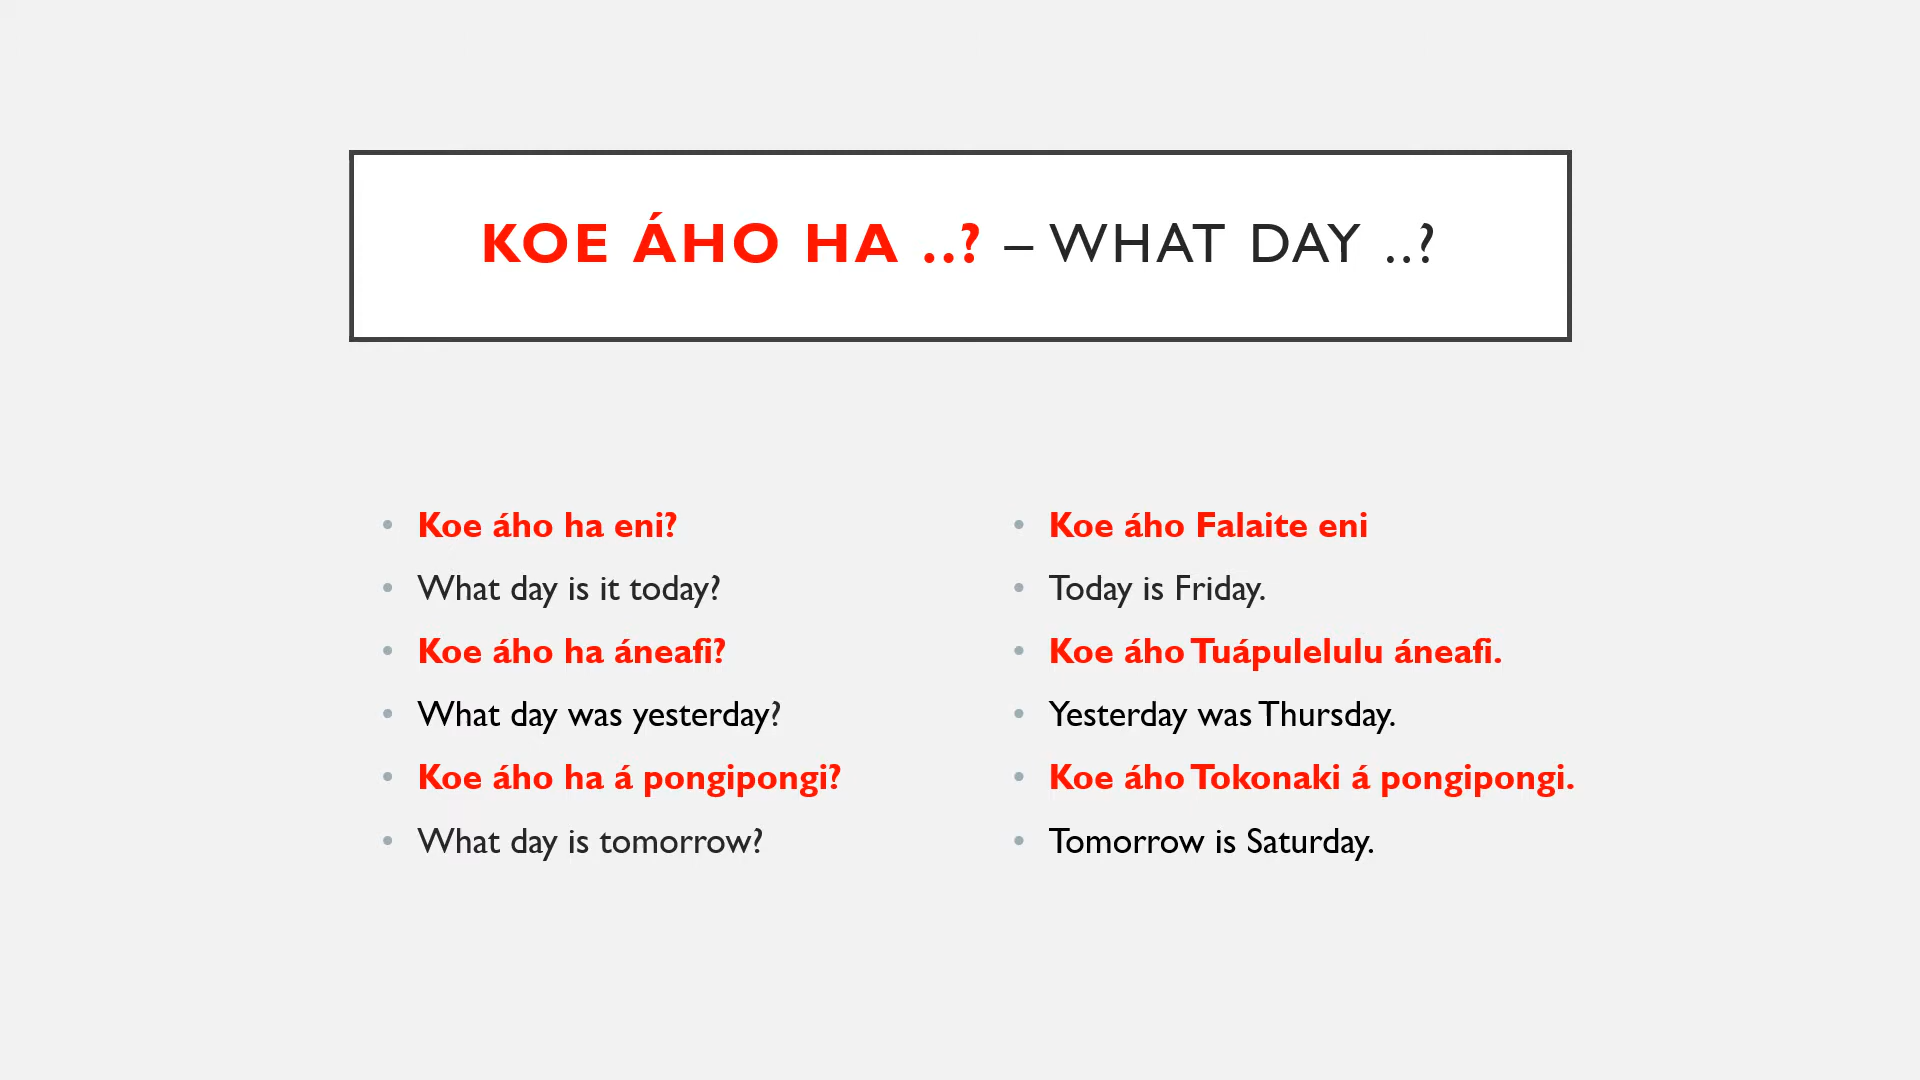 KOE ÁHO HA ..? – WHAT DAY ..?
Koe áho ha eni?
What day is it today?
Koe áho ha áneafi?
What day was yesterday?
Koe áho ha á pongipongi?
What day is tomorrow?
Koe áho Falaite eni
Today is Friday.
Koe áho Tuápulelulu áneafi.
Yesterday was Thursday.
Koe áho Tokonaki á pongipongi.
Tomorrow is Saturday.